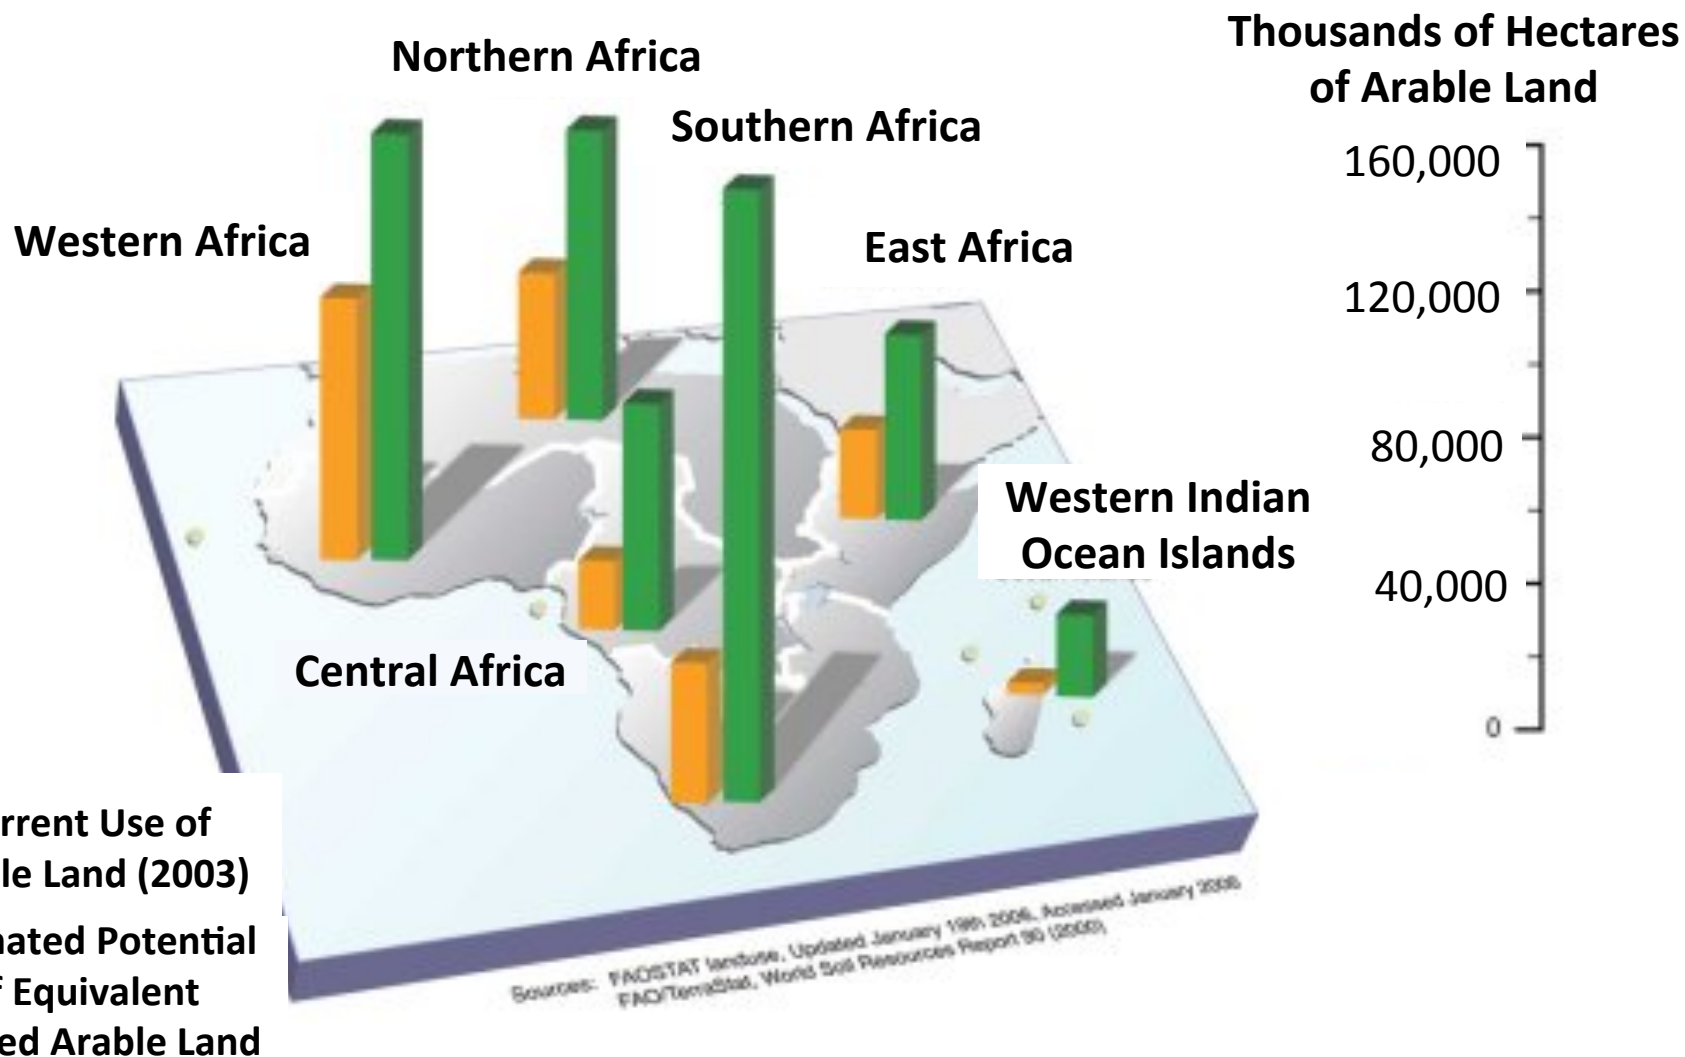 Thousands of Hectares
of Arable Land
Northern Africa
Southern Africa
Western Africa
East Africa
160,000
120,000
80,000
40,000
0
Western Indian
Ocean Islands
Central Africa
rrent Use of
le Land (2003)
ated Potential
Equivalent
ed Arable Land
Sources: FAOSTAT landuse, Updated January 19th 2006, Accessed January 2006
FAO/TerraStat, World Soil Resources Report 90 (2000)